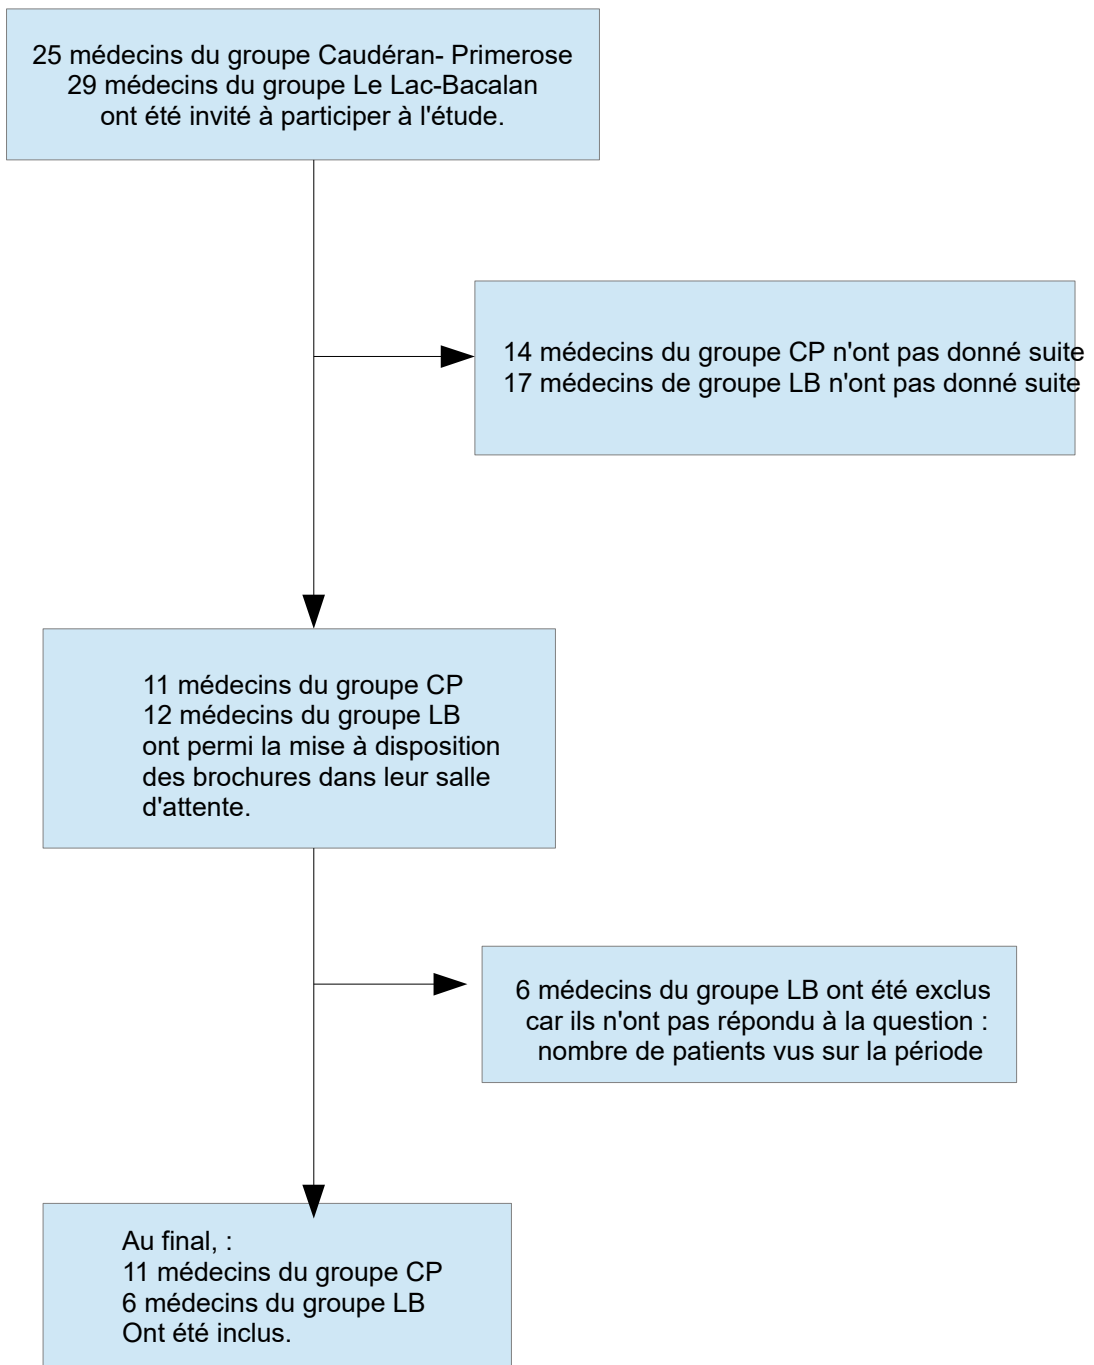 25 médecins du groupe Caudéran- Primerose
29 médecins du groupe Le Lac-Bacalan
ont été invité à participer à l'étude.
14 médecins du groupe CP n'ont pas donné suite
17 médecins de groupe LB n'ont pas donné suite
11 médecins du groupe CP
12 médecins du groupe LB
ont permi la mise à disposition
des brochures dans leur salle
d'attente.
6 médecins du groupe LB ont été exclus
car ils n'ont pas répondu à la question :
nombre de patients vus sur la période
Au final, :
11 médecins du groupe CP
6 médecins du groupe LB
Ont été inclus.